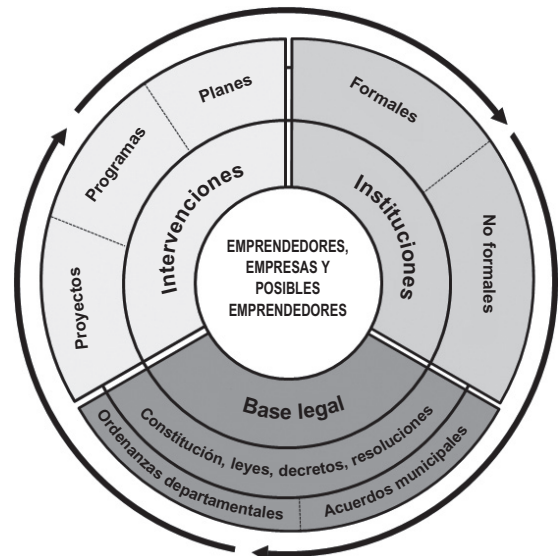 Planes
Programas
Proyectos
Intervenciones
Formales
No formales
Instituciones
EMPRENDEDORES,
EMPRESAS Y
POSIBLES
EMPRENDEDORES
Base legal
Constitución, leyes, decretos, resoluciones
Ordenanzas departamentales
Acuerdos municipales